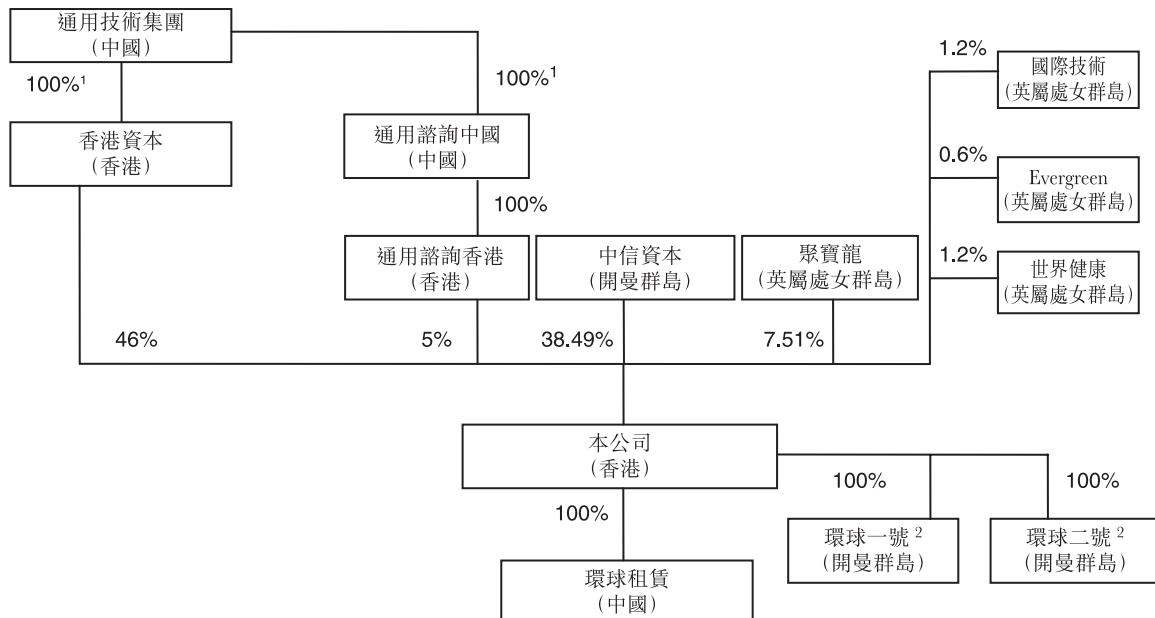 通用技術集團
(中國)
100%¹
100%¹
香港資本
(香港)
通用諮詢中國
(中國)
100%
通用諮詢香港
(香港)
中信資本
(開曼群島)
聚寶龍
(英屬處女群島)
1.2%
國際技術
(英屬處女群島)
0.6%
Evergreen
(英屬處女群島)
1.2%
世界健康
(英屬處女群島)
46%
5%
38.49%
7.51%
本公司
(香港)
100%
100%
100%
環球一號²
(開曼群島)
環球二號²
(開曼群島)
環球租賃
(中國)